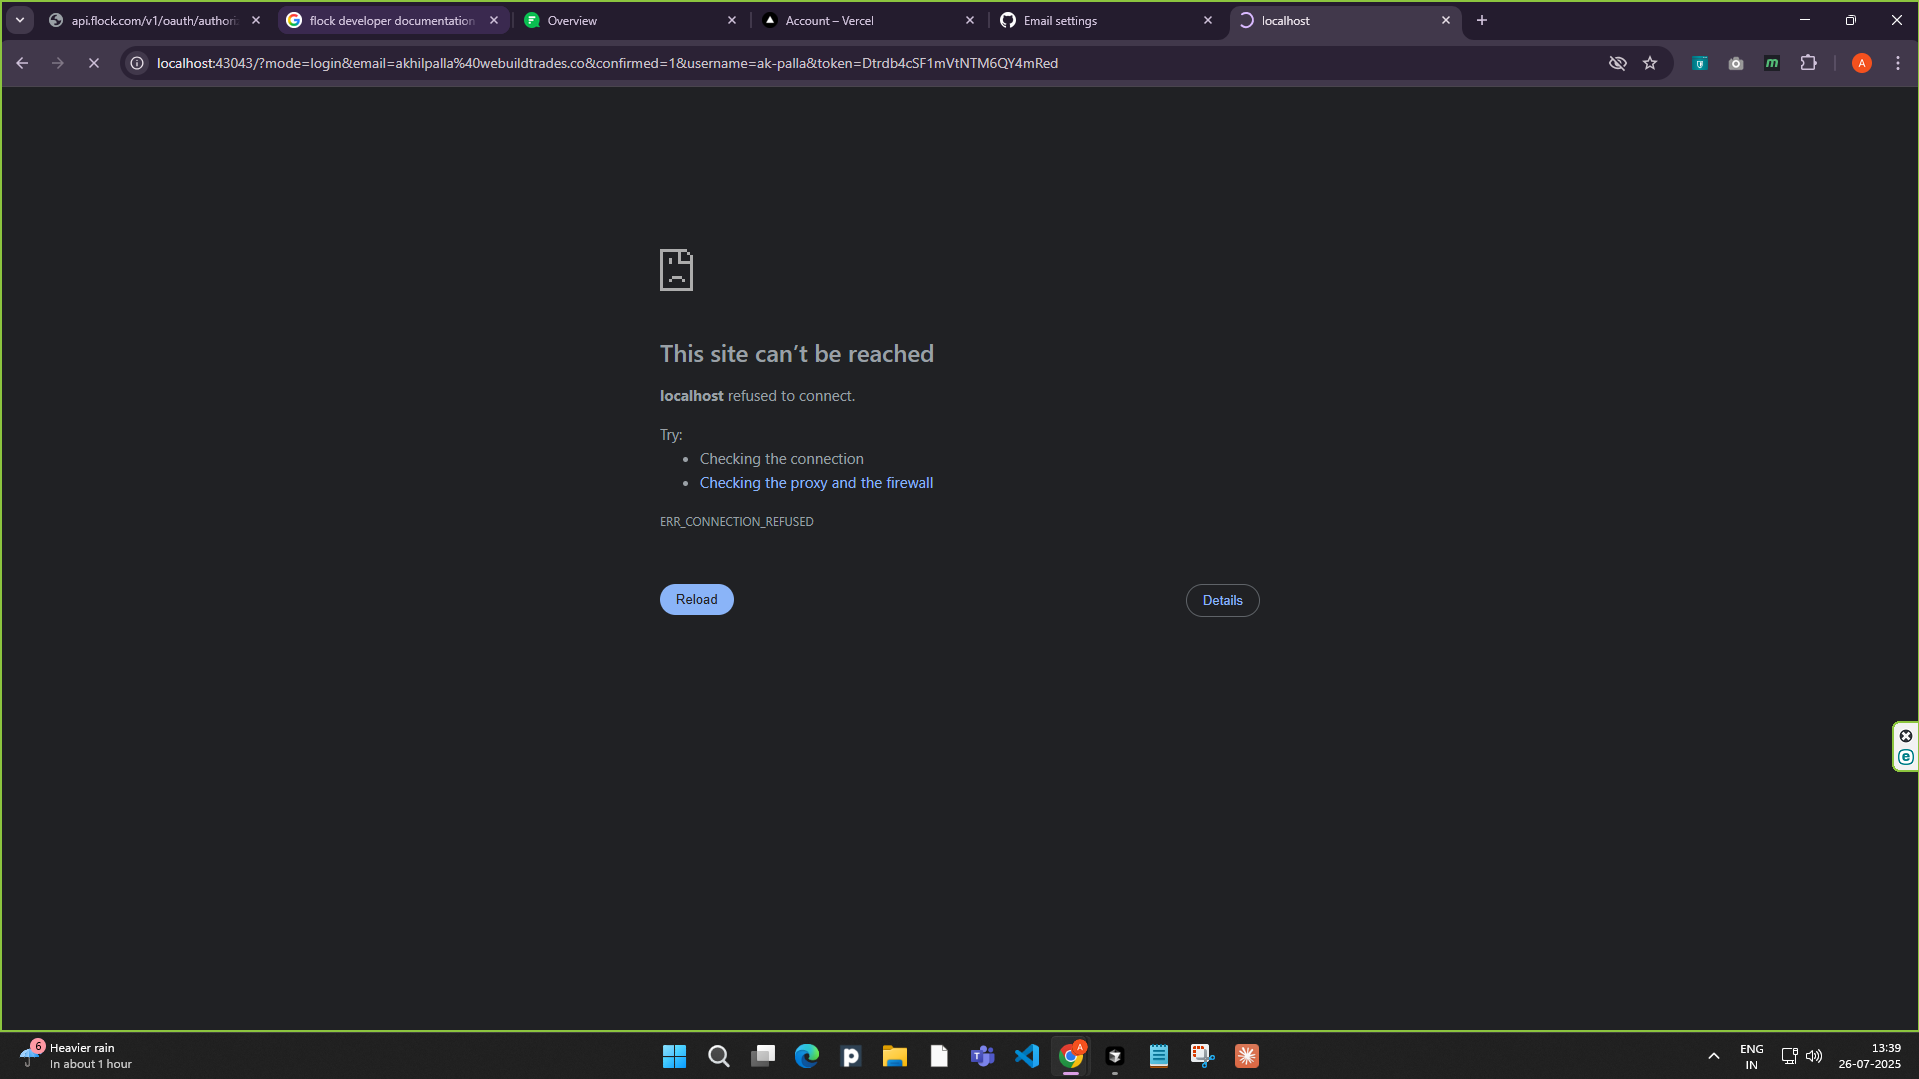 api.flock.com/v1/oauth/authori
flock developer documentation
Overview
Account – Vercel
Email settings
localhost
localhost:43043/?mode=login&email=akhilpalla%40webuildtrades.co&confirmed=1&username=ak-palla&token=Dtrdb4cSF1mVtNTM6QY4mRed
A
This site can’t be reached
localhost refused to connect.
Try:
Checking the connection
Checking the proxy and the firewall
ERR_CONNECTION_REFUSED
Reload
Details
6
Heavier rain
In about 1 hour
A
ENG
IN
13:39
26-07-2025